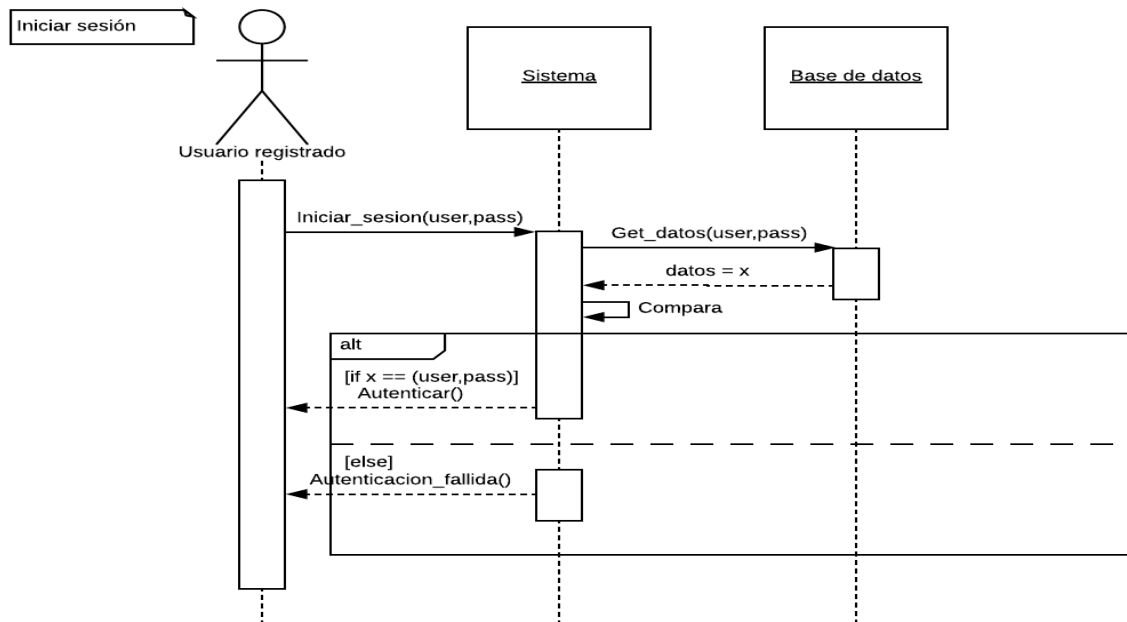 Iniciar sesión
Sistema
Base de datos
Usuario registrado
Iniciar_sesion(user,pass)
Get_datos(user,pass)
datos = x
Compara
alt
[if x == (user,pass)]
Autenticar()
[else]
Autenticacion_fallida()